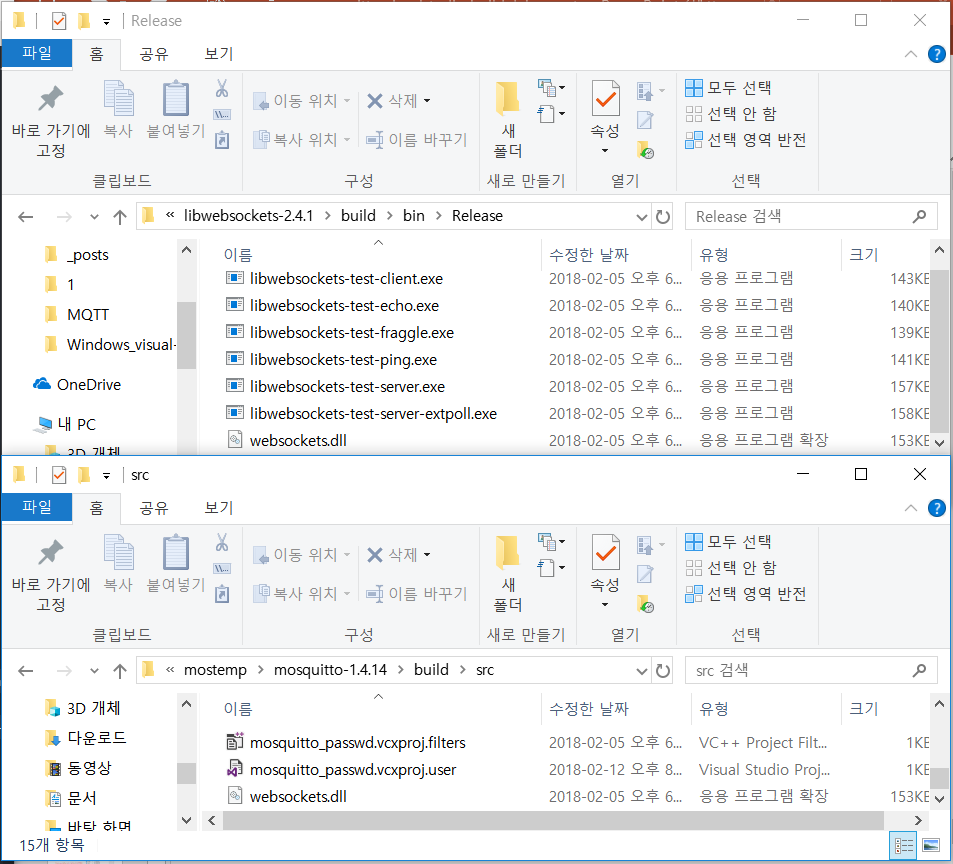 Release
파일 홈 공유 보기
바로 가기에 고정
복사
붙여넣기
클립보드
이동 위치
복사 위치
삭제
이름 바꾸기
구성
새 폴더
새로 만들기
속성
열기
모두 선택
선택 안 함
선택 영역 반전
선택
« libwebsockets-2.4.1 > build > bin > Release
Release 검색
_posts
1
MQTT
Windows_visual-
OneDrive
내 PC
3D 개체
이름 수정한 날짜 유형 크기
libwebsockets-test-client.exe 2018-02-05 오후 6... 응용 프로그램 143KB
libwebsockets-test-echo.exe 2018-02-05 오후 6... 응용 프로그램 140KB
libwebsockets-test-fraggle.exe 2018-02-05 오후 6... 응용 프로그램 139KB
libwebsockets-test-ping.exe 2018-02-05 오후 6... 응용 프로그램 141KB
libwebsockets-test-server.exe 2018-02-05 오후 6... 응용 프로그램 157KB
libwebsockets-test-server-extpoll.exe 2018-02-05 오후 6... 응용 프로그램 158KB
websockets.dll 2018-02-05 오후 6... 응용 프로그램 확장 153KB
src
파일 홈 공유 보기
바로 가기에 고정
복사
붙여넣기
클립보드
이동 위치
복사 위치
삭제
이름 바꾸기
구성
새 폴더
새로 만들기
속성
열기
모두 선택
선택 안 함
선택 영역 반전
선택
« mostemp > mosquitto-1.4.14 > build > src
src 검색
3D 개체
다운로드
동영상
문서
바탕 화면
이름 수정한 날짜 유형 크기
mosquitto_passwd.vcxproj.filters 2018-02-05 오후 6... VC++ Project Filt... 1KB
mosquitto_passwd.vcxproj.user 2018-02-12 오후 8... Visual Studio Proj... 1KB
websockets.dll 2018-02-05 오후 6... 응용 프로그램 확장 153KB
15개 항목